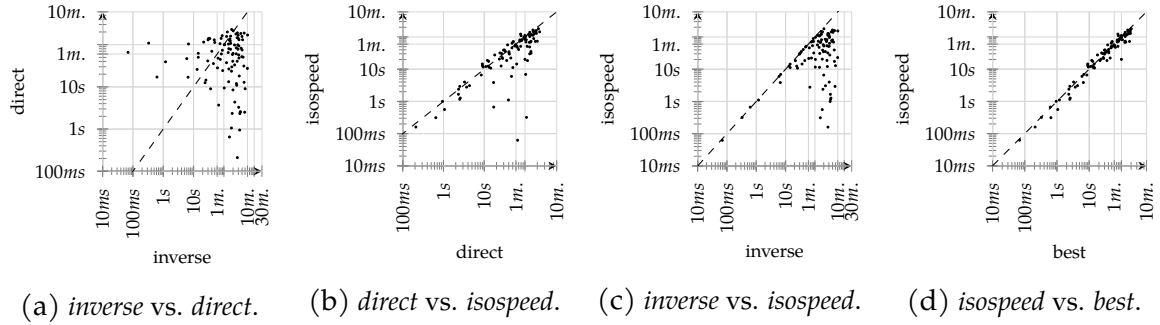 10m.
1m.
10s
1s
100ms
direct
10ms
100ms
1s
10s
1m.
10m.
30m.
inverse
(a) inverse vs. direct.
10m.
1m.
10s
1s
100ms
10ms
isospeed
100ms
1s
10s
1m.
10m.
direct
(b) direct vs. isospeed.
10m.
1m.
10s
1s
100ms
10ms
isospeed
10ms
100ms
1s
10s
1m.
10m.
30m.
inverse
(c) inverse vs. isospeed.
10m.
1m.
10s
1s
100ms
10ms
isospeed
10ms
100ms
1s
10s
1m.
10m.
best
(d) isospeed vs. best.